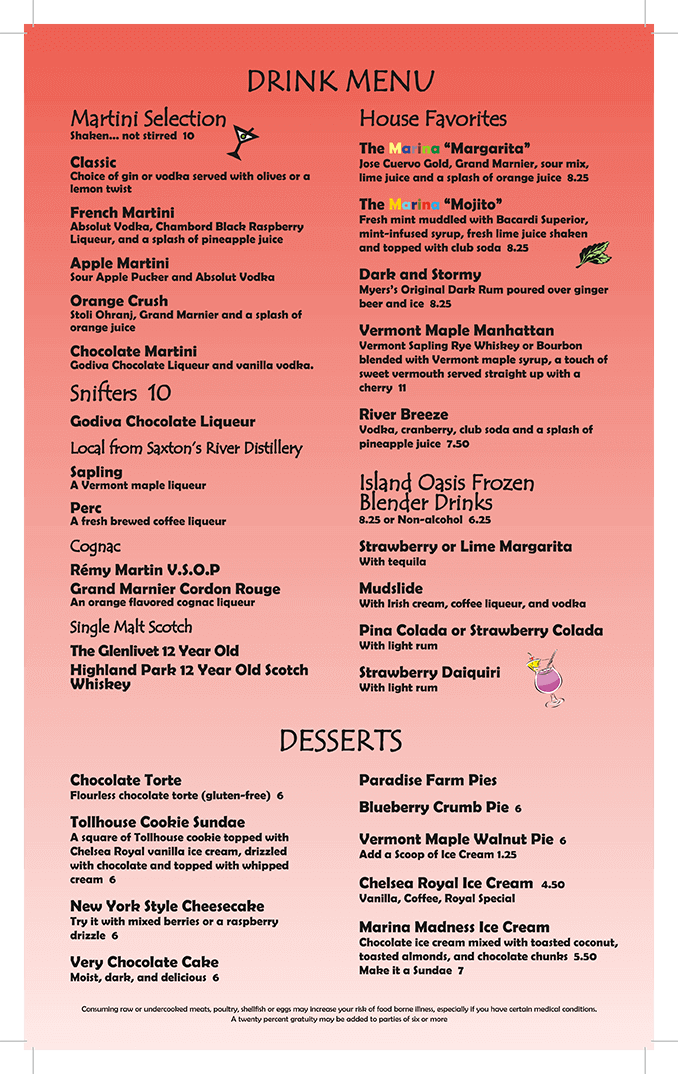 DRINK MENU
Martini Selection
Shaken... not stirred 10
Classic
Choice of gin or vodka served with olives or a
lemon twist
French Martini
Absolut Vodka, Chambord Black Raspberry
Liqueur, and a splash of pineapple juice
Apple Martini
Sour Apple Pucker and Absolut Vodka
Orange Crush
Stoli Ohranj, Grand Marnier and a splash of
orange juice
Chocolate Martini
Godiva Chocolate Liqueur and vanilla vodka.
Snifters 10
Godiva Chocolate Liqueur
Local from Saxton's River Distillery
Sapling
A Vermont maple liqueur
Perc
A fresh brewed coffee liqueur
Cognac
Rémy Martin V.S.O.P
Grand Marnier Cordon Rouge
An orange flavored cognac liqueur
Single Malt Scotch
The Glenlivet 12 Year Old
Highland Park 12 Year Old Scotch
Whiskey
House Favorites
The Marina "Margarita"
Jose Cuervo Gold, Grand Marnier, sour mix,
lime juice and a splash of orange juice 8.25
The Marina "Mojito"
Fresh mint muddled with Bacardi Superior,
mint-infused syrup, fresh lime juice shaken
and topped with club soda 8.25
Dark and Stormy
Myers's Original Dark Rum poured over ginger
beer and ice 8.25
Vermont Maple Manhattan
Vermont Sapling Rye Whiskey or Bourbon
blended with Vermont maple syrup, a touch of
sweet vermouth served straight up with a
cherry 11
River Breeze
Vodka, cranberry, club soda and a splash of
pineapple juice 7.50
Island Oasis Frozen
Blender Drinks
8.25 or Non-alcohol 6.25
Strawberry or Lime Margarita
With tequila
Mudslide
With Irish cream, coffee liqueur, and vodka
Pina Colada or Strawberry Colada
With light rum
Strawberry Daiquiri
With light rum
DESSERTS
Chocolate Torte
Flourless chocolate torte (gluten-free) 6
Tollhouse Cookie Sundae
A square of Tollhouse cookie topped with
Chelsea Royal vanilla ice cream, drizzled
with chocolate and topped with whipped
cream 6
New York Style Cheesecake
Try it with mixed berries or a raspberry
drizzle 6
Very Chocolate Cake
Moist, dark, and delicious 6
Paradise Farm Pies
Blueberry Crumb Pie 6
Vermont Maple Walnut Pie 6
Add a Scoop of Ice Cream 1.25
Chelsea Royal Ice Cream 4.50
Vanilla, Coffee, Royal Special
Marina Madness Ice Cream
Chocolate ice cream mixed with toasted coconut,
toasted almonds, and chocolate chunks 5.50
Make it a Sundae 7
Consuming raw or undercooked meats, poultry, shellfish or eggs may increase your risk of food borne illness, especially if you have certain medical conditions.
A twenty percent gratuity may be added to parties of six or more